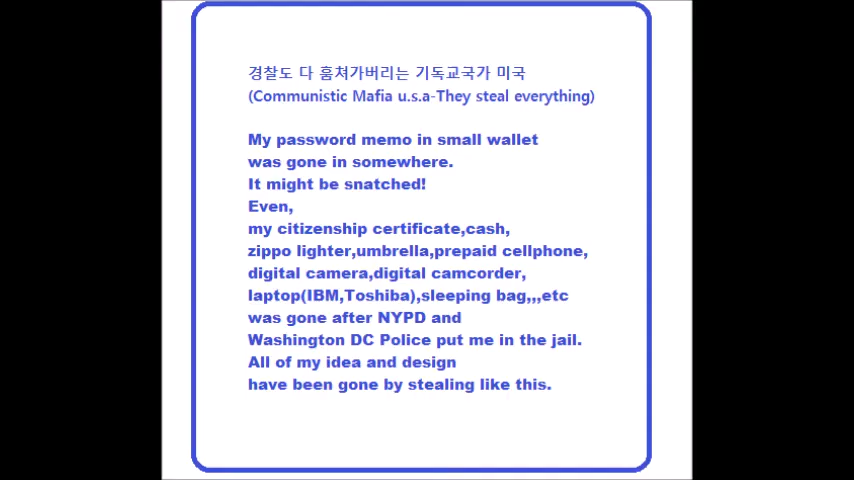 경찰도 다 훔쳐가버리는 기독교국가 미국
(Communistic Mafia u.s.a-They steal everything)
My password memo in small wallet
was gone in somewhere.
It might be snatched!
Even,
my citizenship certificate,cash,
zippo lighter,umbrella,prepaid cellphone,
digital camera,digital camcorder,
laptop(IBM,Toshiba),sleeping bag,,,etc
was gone after NYPD and
Washington DC Police put me in the jail.
All of my idea and design
have been gone by stealing like this.